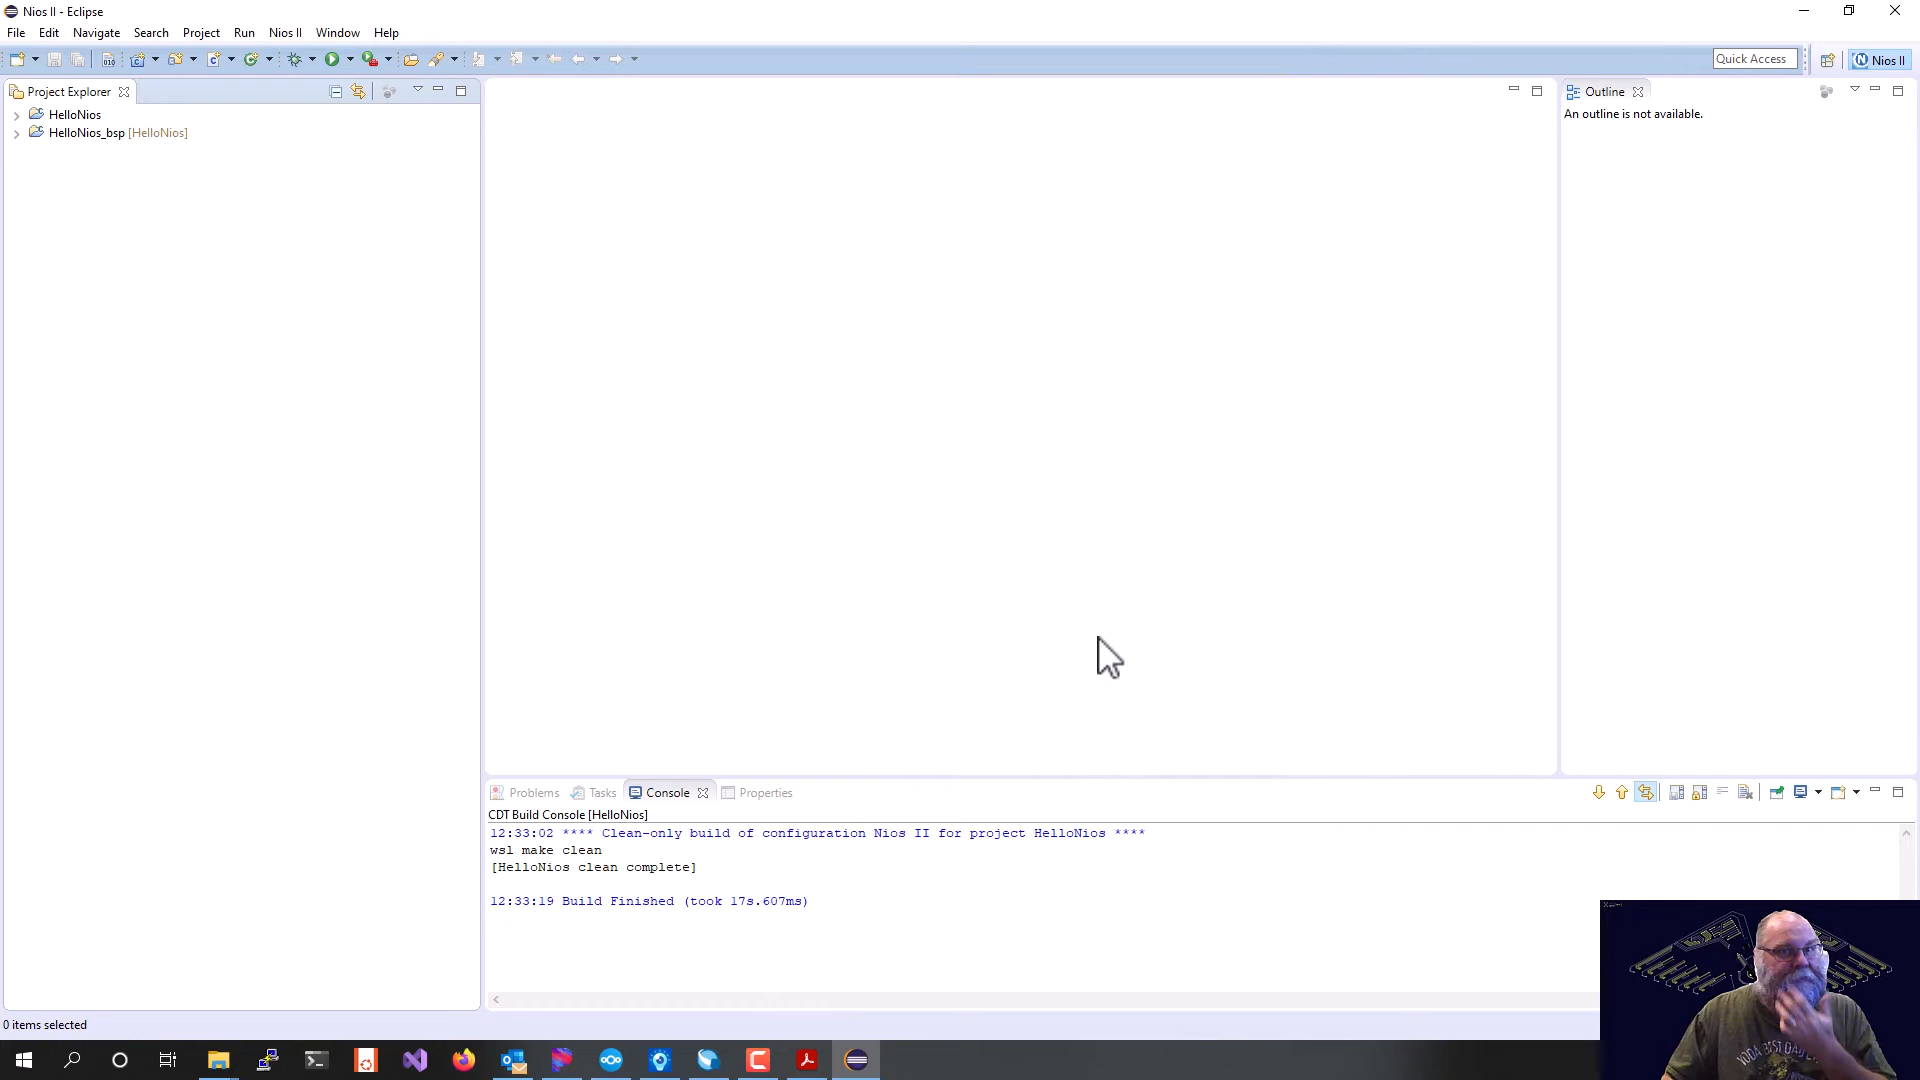 Nios II - Eclipse
File Edit Navigate Search Project Run Nios II Window Help
Quick Access
Nios II
Project Explorer
HelloNios
HelloNios_bsp [HelloNios]
Outline
An outline is not available.
Problems Tasks Console Properties
CDT Build Console [HelloNios]
12:33:02 **** Clean-only build of configuration Nios II for project HelloNios ****
wsl make clean
[HelloNios clean complete]
12:33:19 Build Finished (took 17s.607ms)
0 items selected
YODA BEST DAD